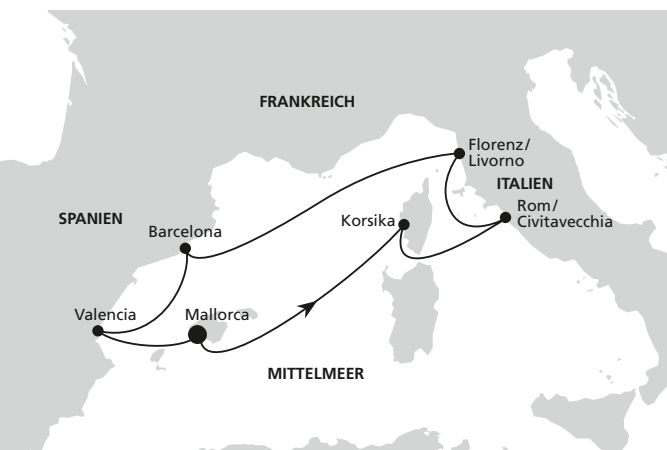 FRANKREICH
Florenz/
Livorno
ITALIEN
Rom/
Civitavecchia
SPANIEN
Korsika
Barcelona
Valencia
Mallorca
MITTELMEER